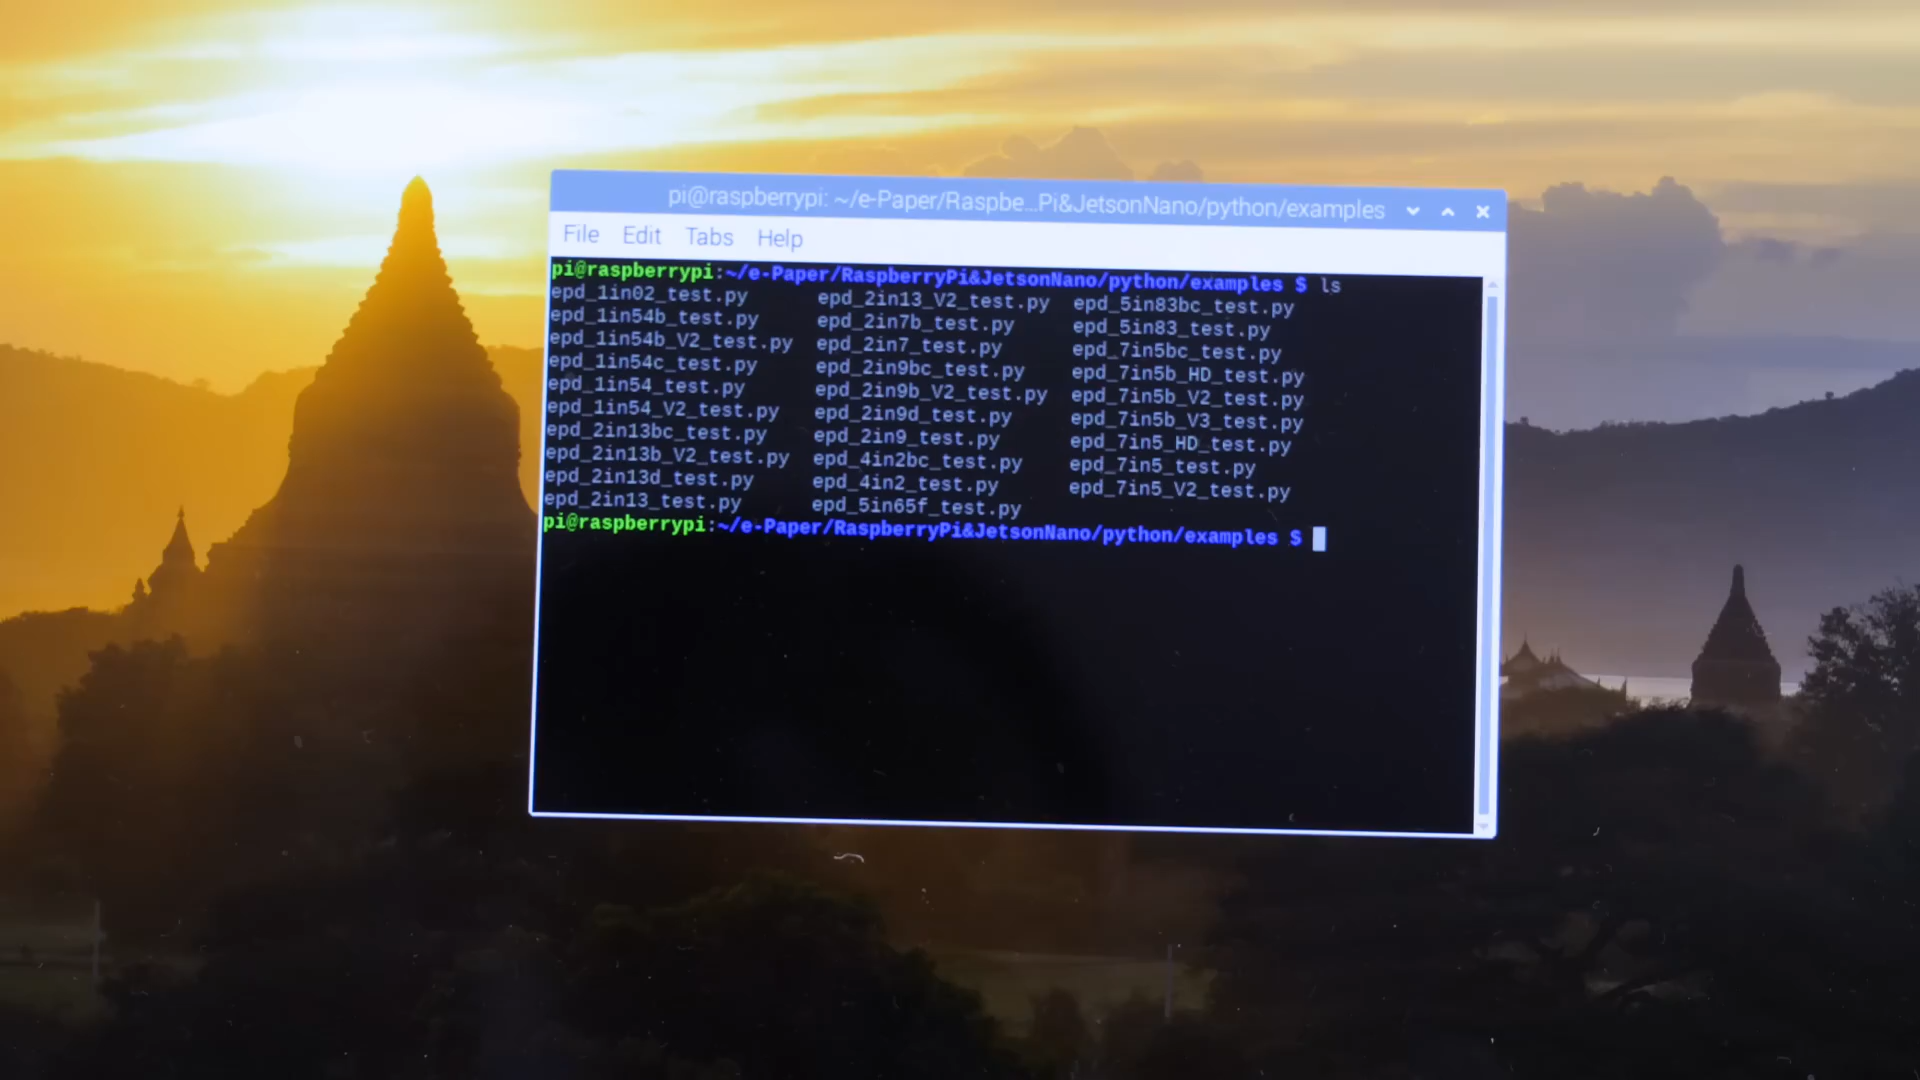 pi@raspberrypi: ~/e-Paper/Raspbe...Pi&JetsonNano/python/examples
File Edit Tabs Help
pi@raspberrypi:~/e-Paper/RaspberryPi&JetsonNano/python/examples $ ls
epd_1in02_test.py epd_2in13_V2_test.py epd_5in83bc_test.py
epd_1in54b_test.py epd_2in7b_test.py epd_5in83_test.py
epd_1in54b_V2_test.py epd_2in7_test.py epd_7in5bc_test.py
epd_1in54c_test.py epd_2in9bc_test.py epd_7in5b_HD_test.py
epd_1in54_test.py epd_2in9b_V2_test.py epd_7in5b_V2_test.py
epd_1in54_V2_test.py epd_2in9d_test.py epd_7in5b_V3_test.py
epd_2in13bc_test.py epd_2in9_test.py epd_7in5_HD_test.py
epd_2in13b_V2_test.py epd_4in2bc_test.py epd_7in5_test.py
epd_2in13d_test.py epd_4in2_test.py epd_7in5_V2_test.py
epd_2in13_test.py epd_5in65f_test.py
pi@raspberrypi:~/e-Paper/RaspberryPi&JetsonNano/python/examples $